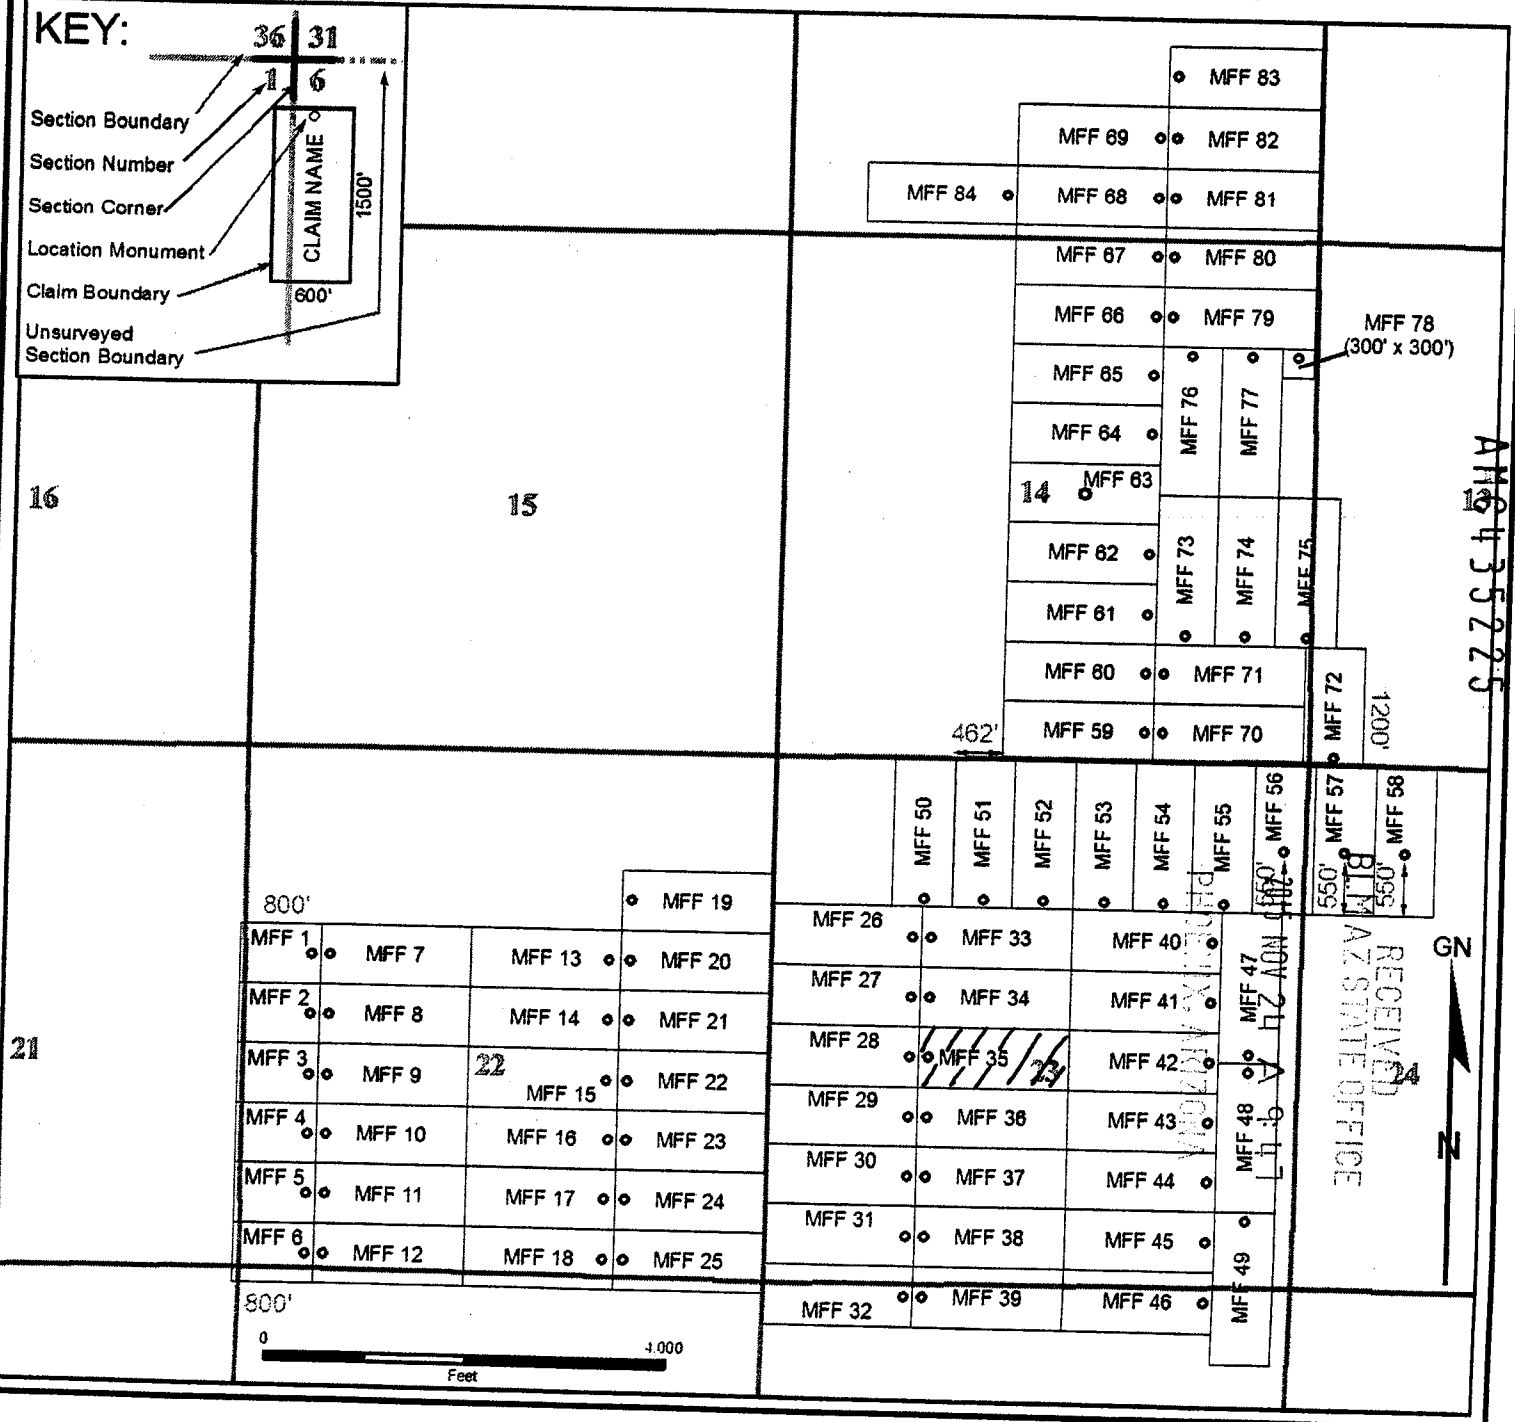 KEY:
36 31
1 6
Section Boundary
Section Number
Section Corner
Location Monument
Claim Boundary
Unsurveyed
Section Boundary
CLAIM NAME
1500'
600'
MFF 83
MFF 69 MFF 82
MFF 84 MFF 68 MFF 81
MFF 67 MFF 80
MFF 66 MFF 79
MFF 78
(300' x 300')
MFF 65
MFF 76
MFF 77
MFF 64
16
15
14
MFF 63
MFF 62
MFF 73
MFF 74
MFF 75
MFF 61
MFF 60 MFF 71
MFF 72
1200'
462'
MFF 59 MFF 70
AMC435225
MFF 50
MFF 51
MFF 52
MFF 53
MFF 54
MFF 55
MFF 56
MFF 57
MFF 58
550'
550'
550'
800'
MFF 19
MFF 1 MFF 7 MFF 13 MFF 20
MFF 2 MFF 8 MFF 14 MFF 21
21
MFF 3 MFF 9 22 MFF 15 MFF 22
MFF 4 MFF 10 MFF 16 MFF 23
MFF 5 MFF 11 MFF 17 MFF 24
MFF 6 MFF 12 MFF 18 MFF 25
800'
MFF 26 MFF 33 MFF 40
MFF 27 MFF 34 MFF 41
MFF 47
MFF 28 MFF 35 23 MFF 42
MFF 29 MFF 36 MFF 43
MFF 48
MFF 30 MFF 37 MFF 44
MFF 31 MFF 38 MFF 45
MFF 49
MFF 32 MFF 39 MFF 46
24
RECEIVED
BLM AZ STATE OFFICE
2015 NOV 24 A 9:47
PHOENIX, ARIZONA
GN
N
0 4,000
Feet